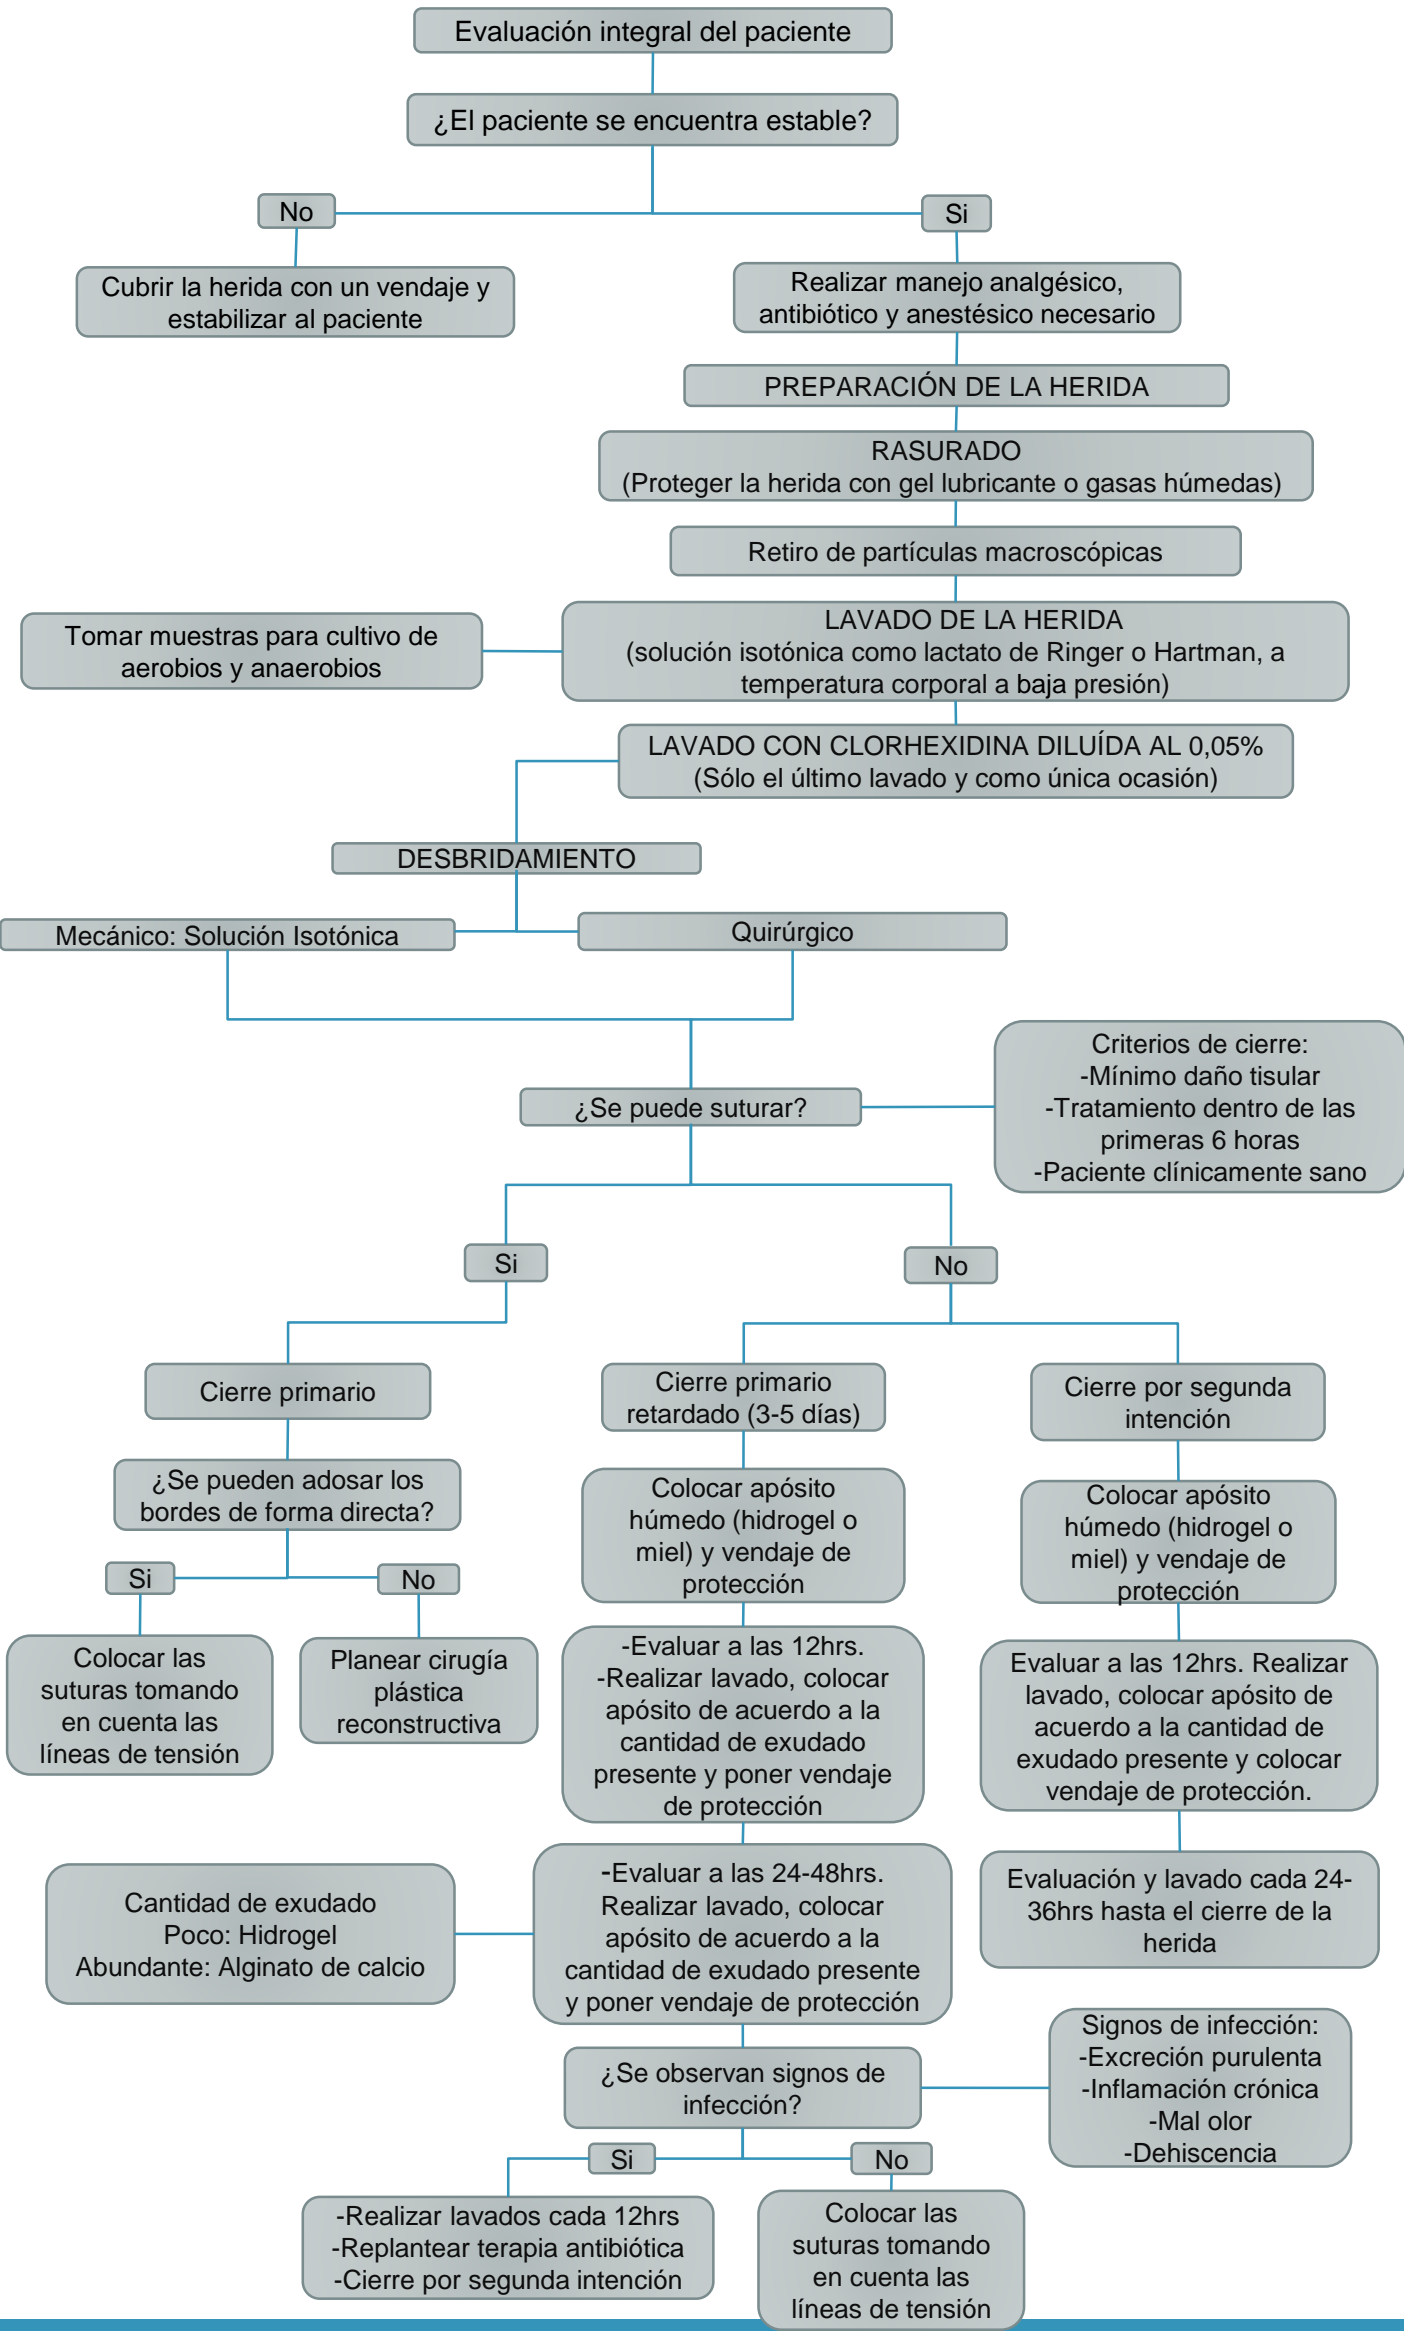 Evaluación integral del paciente
¿El paciente se encuentra estable?
No
Si
Cubrir la herida con un vendaje y
estabilizar al paciente
Realizar manejo analgésico,
antibiótico y anestésico necesario
PREPARACIÓN DE LA HERIDA
RASURADO
(Proteger la herida con gel lubricante o gasas húmedas)
Retiro de partículas macroscópicas
Tomar muestras para cultivo de
aerobios y anaerobios
LAVADO DE LA HERIDA
(solución isotónica como lactato de Ringer o Hartman, a
temperatura corporal a baja presión)
LAVADO CON CLORHEXIDINA DILUÍDA AL 0,05%
(Sólo el último lavado y como única ocasión)
DESBRIDAMIENTO
Mecánico: Solución Isotónica
Quirúrgico
¿Se puede suturar?
Criterios de cierre:
-Mínimo daño tisular
-Tratamiento dentro de las
primeras 6 horas
-Paciente clínicamente sano
Si
No
Cierre primario
Cierre primario
retardado (3-5 días)
Cierre por segunda
intención
¿Se pueden adosar los
bordes de forma directa?
Si
No
Colocar las
suturas tomando
en cuenta las
líneas de tensión
Planear cirugía
plástica
reconstructiva
Colocar apósito
húmedo (hidrogel o
miel) y vendaje de
protección
Colocar apósito
húmedo (hidrogel o
miel) y vendaje de
protección
-Evaluar a las 12hrs.
-Realizar lavado, colocar
apósito de acuerdo a la
cantidad de exudado
presente y poner vendaje
de protección
Evaluar a las 12hrs. Realizar
lavado, colocar apósito de
acuerdo a la cantidad de
exudado presente y colocar
vendaje de protección.
Cantidad de exudado
Poco: Hidrogel
Abundante: Alginato de calcio
-Evaluar a las 24-48hrs.
Realizar lavado, colocar
apósito de acuerdo a la
cantidad de exudado presente
y poner vendaje de protección
Evaluación y lavado cada 24-
36hrs hasta el cierre de la
herida
¿Se observan signos de
infección?
Signos de infección:
-Excreción purulenta
-Inflamación crónica
-Mal olor
-Dehiscencia
Si
No
-Realizar lavados cada 12hrs
-Replantear terapia antibiótica
-Cierre por segunda intención
Colocar las
suturas tomando
en cuenta las
líneas de tensión